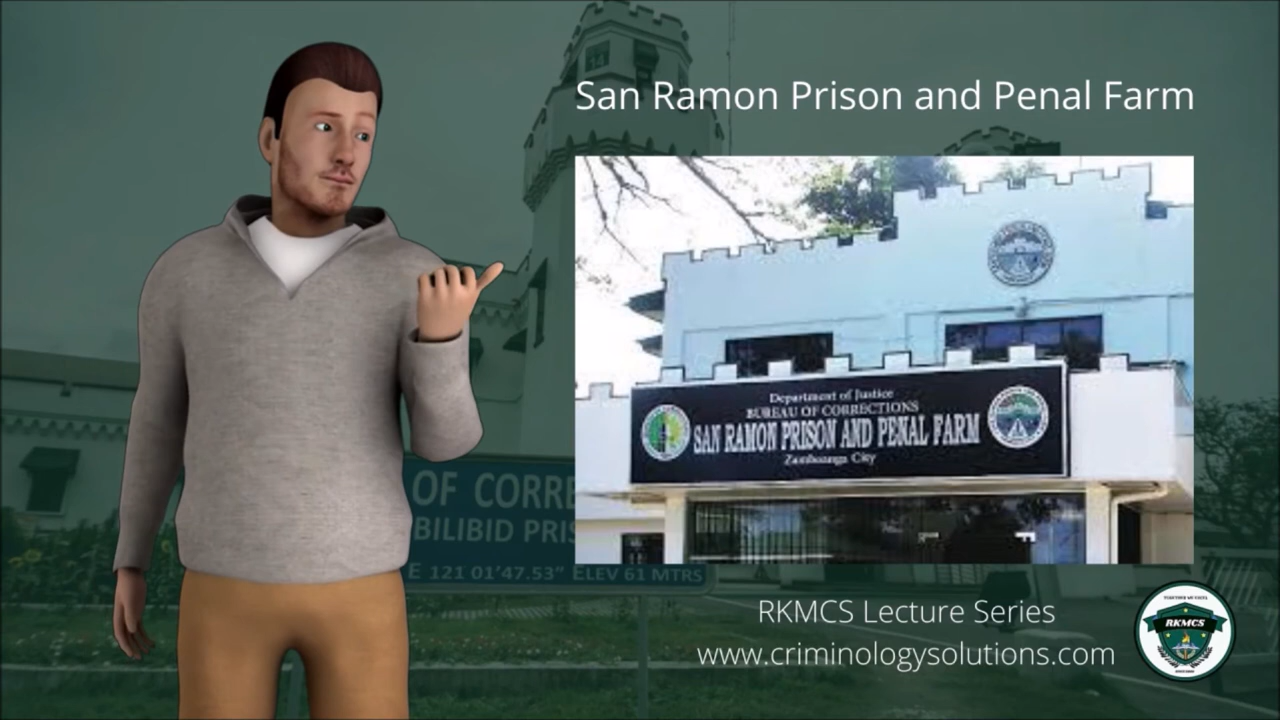 San Ramon Prison and Penal Farm
Department of Justice
BUREAU OF CORRECTIONS
SAN RAMON PRISON AND PENAL FARM
Zamboanga City
OF CORRE
BILIBID PRIS
E 121 01'47.53" ELEV 61 MTRS
RKMCS Lecture Series
www.criminologysolutions.com
RKMCS